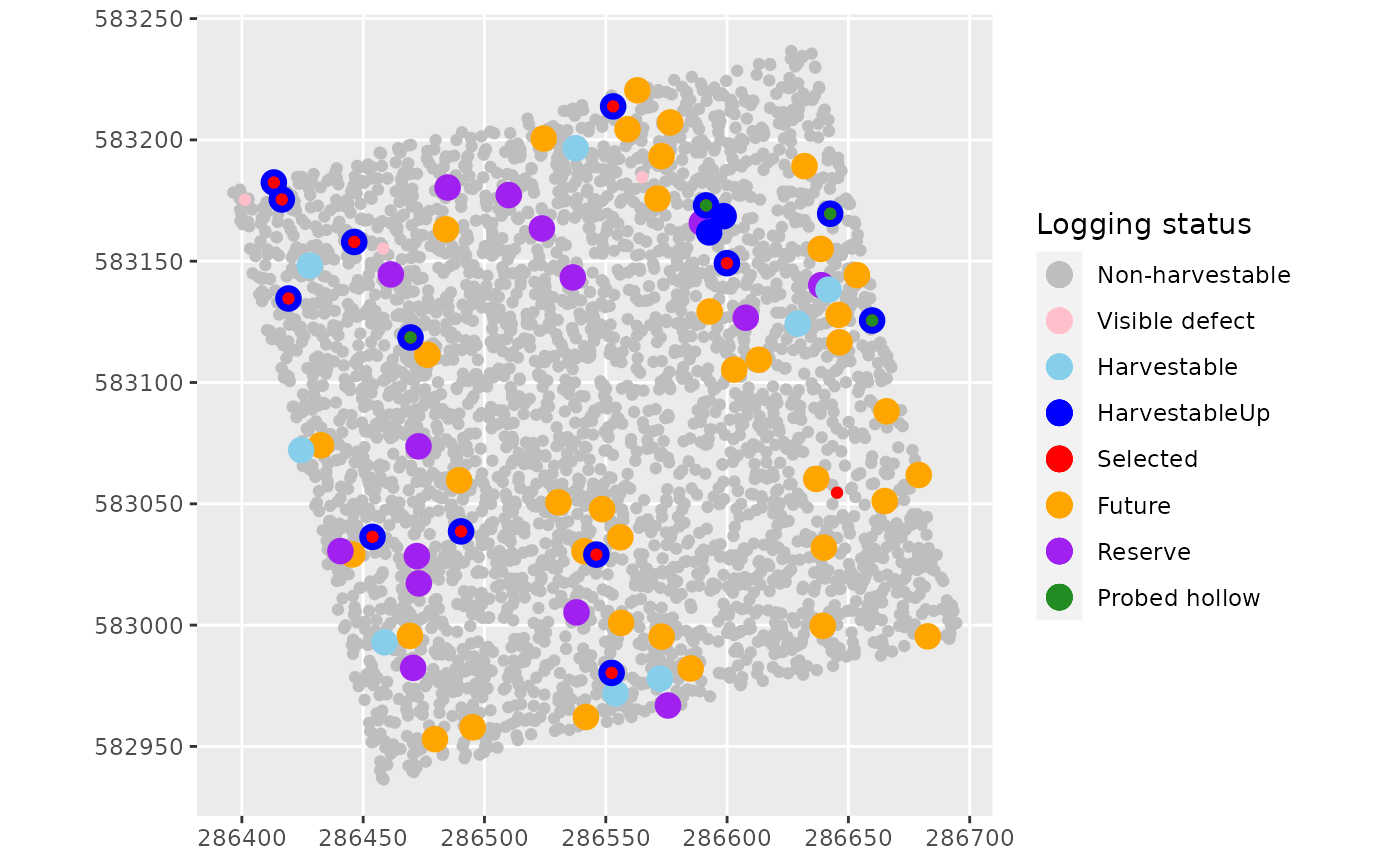 583250
583200
583150
583100
583050
583000
582950
286400 286450 286500 286550 286600 286650 286700
Logging status
Non-harvestable
Visible defect
Harvestable
HarvestableUp
Selected
Future
Reserve
Probed hollow